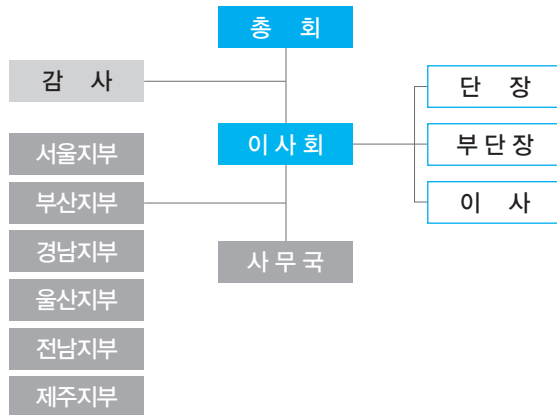 총 회
감 사
단 장
서울지부
이사회
부단장
부산지부
이 사
경남지부
사무국
울산지부
전남지부
제주지부